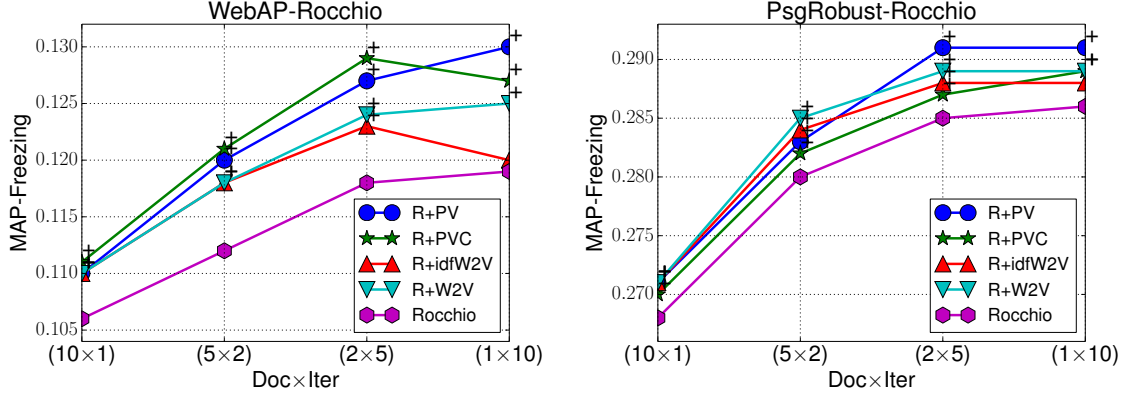 WebAP-Rocchio
MAP-Freezing
0.130
0.125
0.120
0.115
0.110
0.105
(10×1)
(5×2)
(2×5)
(1×10)
Doc×Iter
R+PV
R+PVC
R+idfW2V
R+W2V
Rocchio
PsgRobust-Rocchio
MAP-Freezing
0.290
0.285
0.280
0.275
0.270
(10×1)
(5×2)
(2×5)
(1×10)
Doc×Iter
R+PV
R+PVC
R+idfW2V
R+W2V
Rocchio